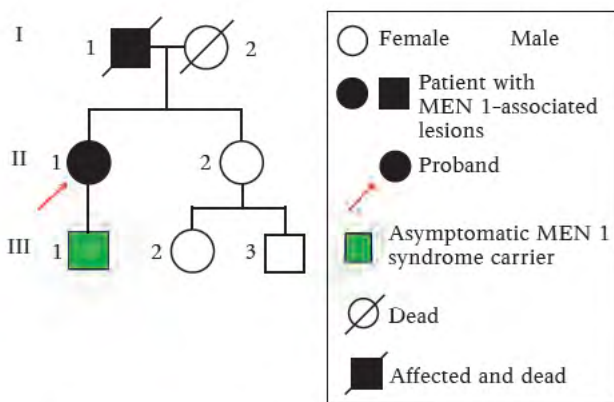 I
1
2
II
1
2
III
1
2
3
Female Male
Patient with
MEN 1-associated
lesions
Proband
Asymptomatic MEN 1
syndrome carrier
Dead
Affected and dead